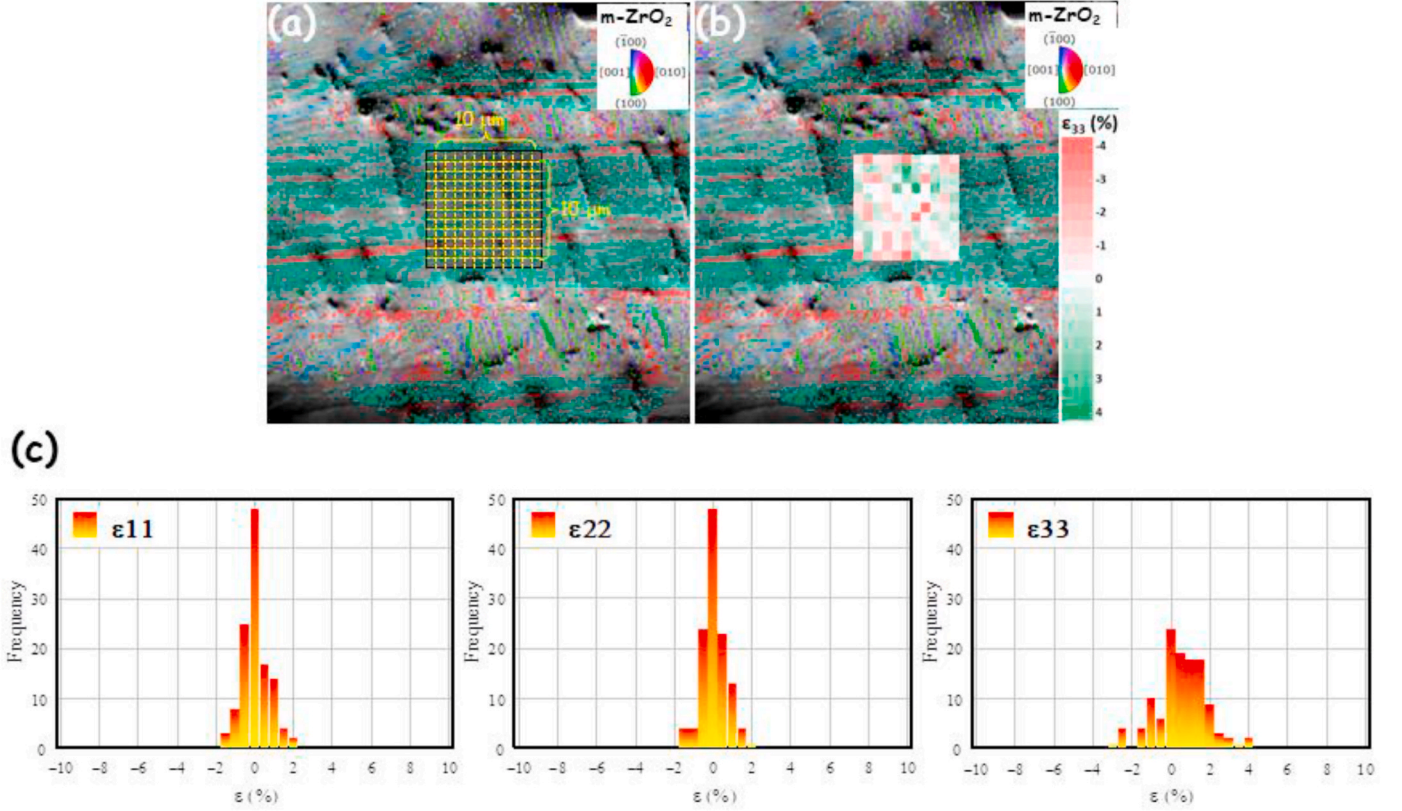 (a)
m-ZrO₂
(1̄00)
[001] [010]
(100)
10 μm
10 μm
(b)
m-ZrO₂
(1̄00)
[001] [010]
(100)
ε₃₃ (%)
-4
-3
-2
-1
0
1
2
3
4
(c)
50
40
30
20
10
0
Frequency
ε11
−10 −8 −6 −4 −2 0 2 4 6 8 10
ε (%)
50
40
30
20
10
0
Frequency
ε22
−10 −8 −6 −4 −2 0 2 4 6 8 10
ε (%)
50
40
30
20
10
0
Frequency
ε33
−10 −8 −6 −4 −2 0 2 4 6 8 10
ε (%)